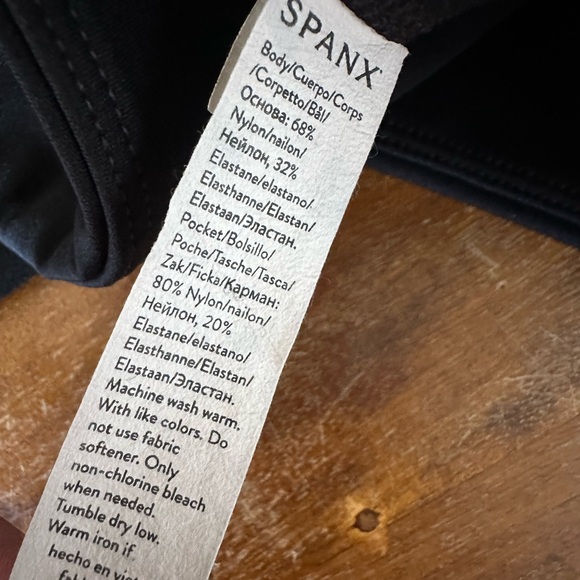 SPANX
Body/Cuerpo/Corps
/Corpetto/Bål/
Основа: 68%
Nylon/nailon/
Нейлон, 32%
Elastane/elastano/
Elasthanne/Elastan/
Elastaan/Эластан.
Pocket/Bolsillo/
Poche/Tasche/Tasca/
Zak/Ficka/Карман:
80% Nylon/nailon/
Нейлон, 20%
Elastane/elastano/
Elasthanne/Elastan/
Elastaan/Эластан.
Machine wash warm.
With like colors. Do
not use fabric
softener. Only
non-chlorine bleach
when needed.
Tumble dry low.
Warm iron if
hecho en